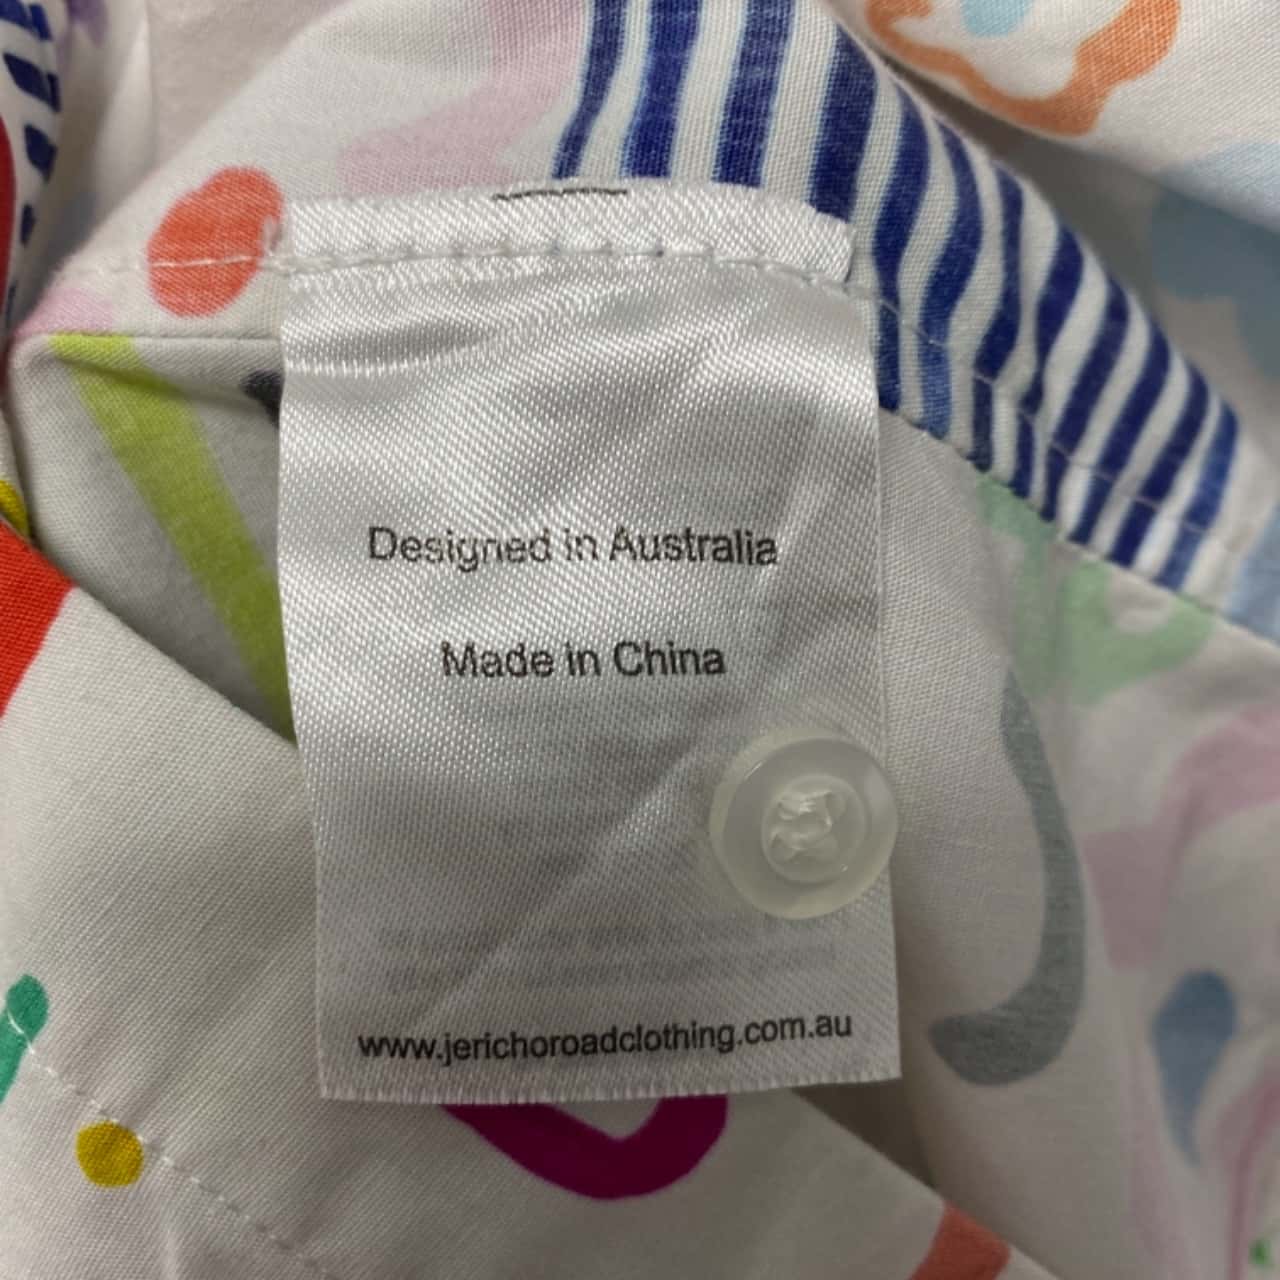 Designed in Australia
Made in China
www.jerichoroadclothing.com.au